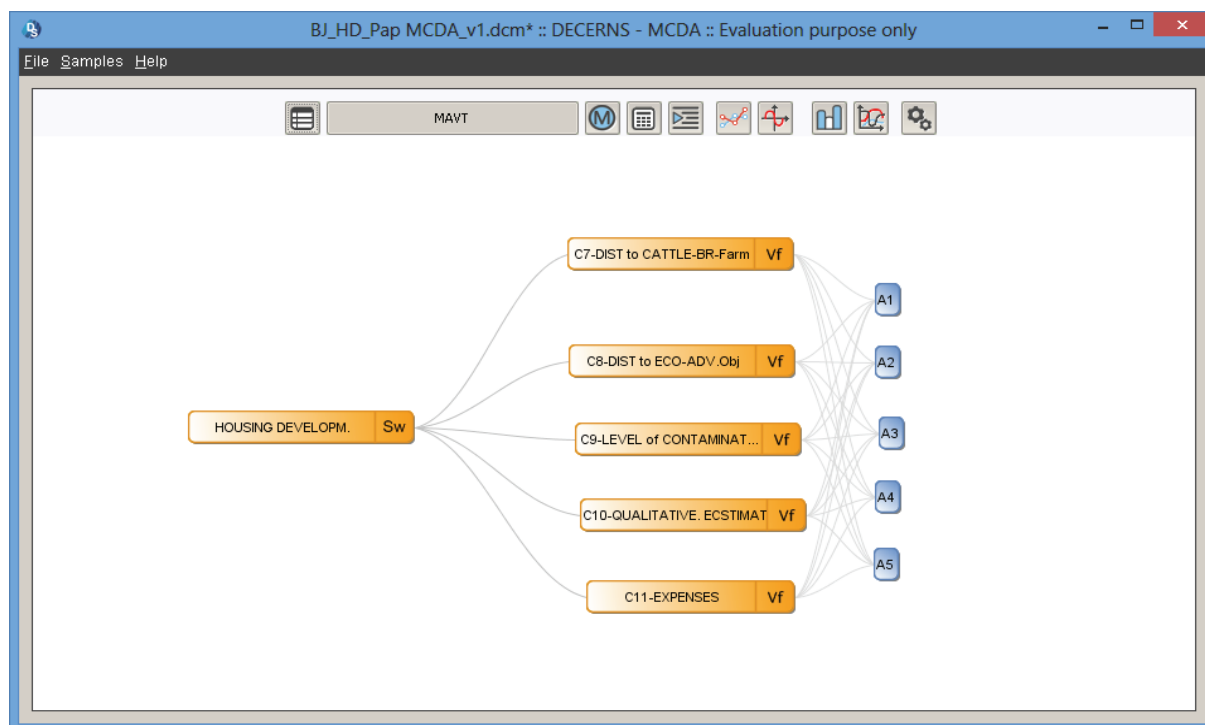 BJ_HD_Pap MCDA_v1.dcm* :: DECERNS - MCDA :: Evaluation purpose only
File Samples Help
MAVT
M
C7-DIST to CATTLE-BR-Farm Vf
A1
C8-DIST to ECO-ADV.Obj Vf
A2
HOUSING DEVELOPM. Sw
C9-LEVEL of CONTAMINAT... Vf
A3
A4
C10-QUALITATIVE. ECSTIMAT Vf
A5
C11-EXPENSES Vf